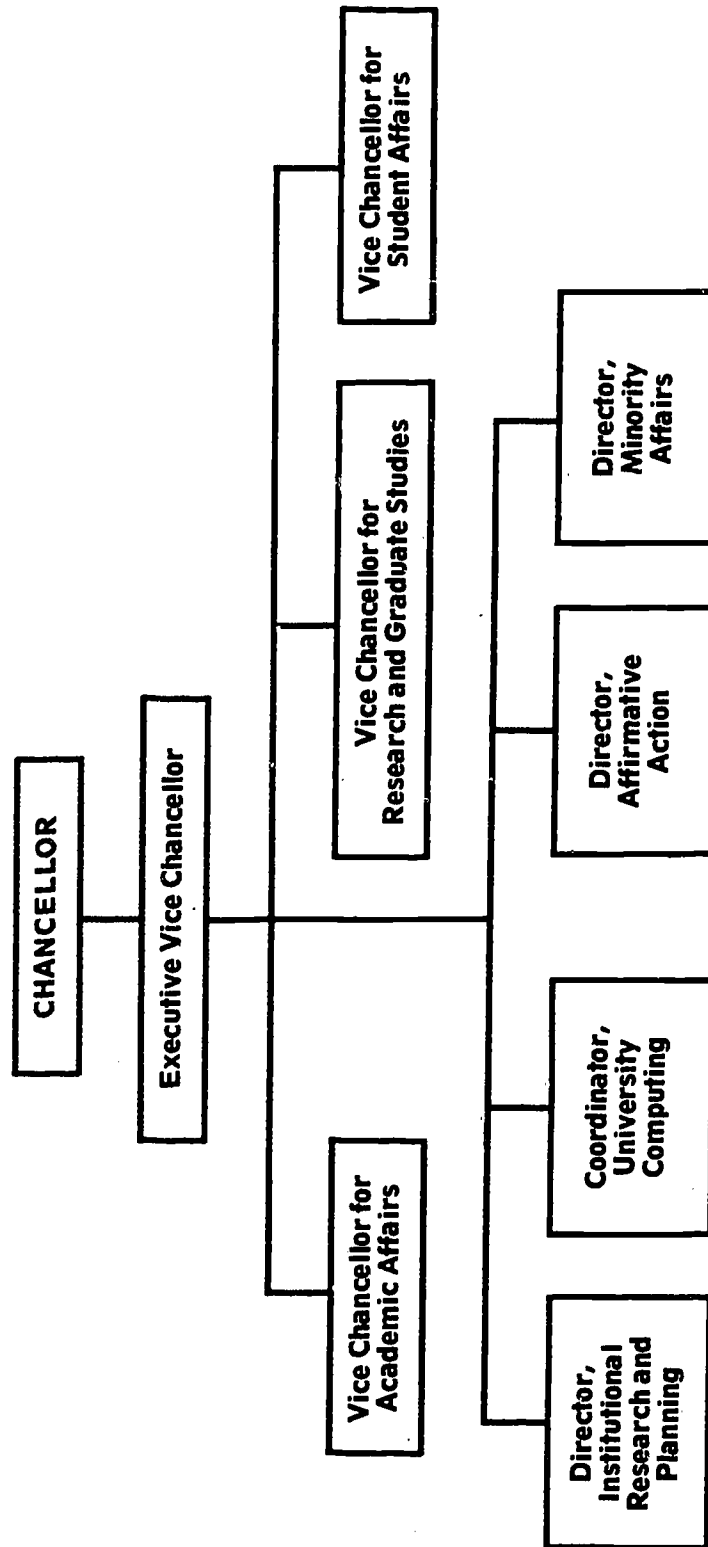 CHANCELLOR
Executive Vice Chancellor
Vice Chancellor for
Academic Affairs
Vice Chancellor for
Research and Graduate Studies
Vice Chancellor for
Student Affairs
Director,
Institutional
Research and
Planning
Coordinator,
University
Computing
Director,
Affirmative
Action
Director,
Minority
Affairs